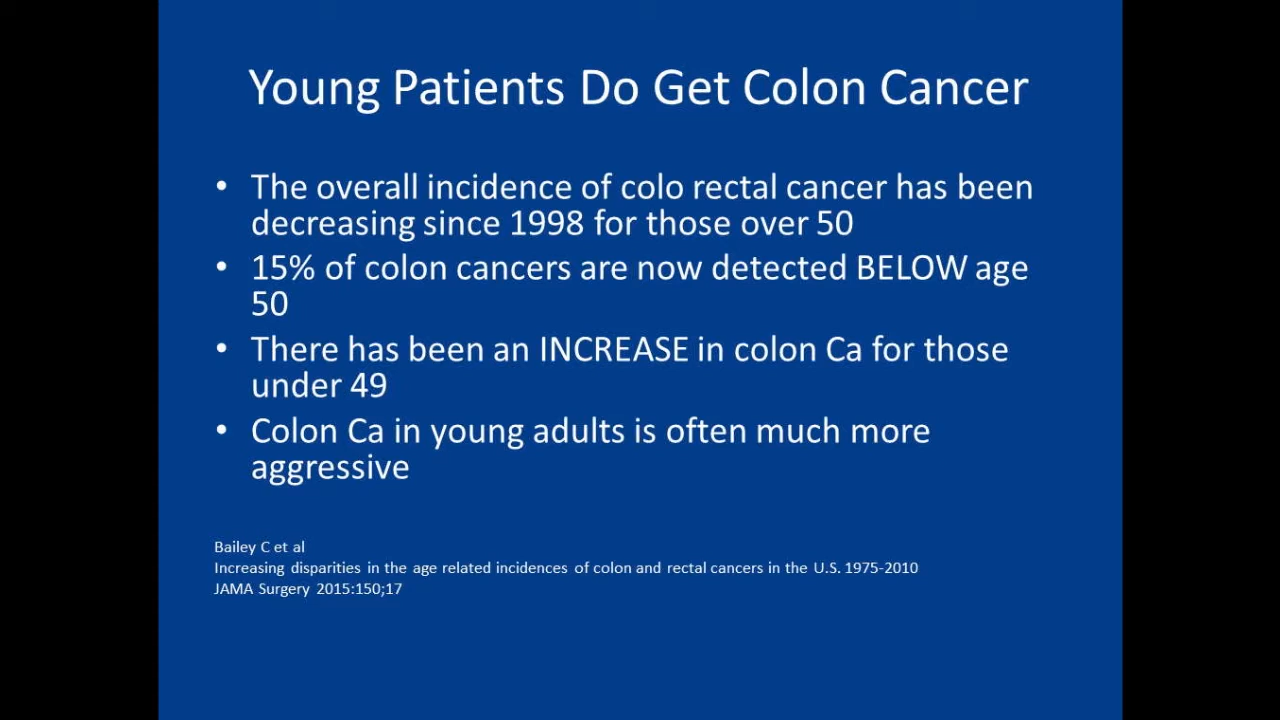 Young Patients Do Get Colon Cancer
• The overall incidence of colo rectal cancer has been
decreasing since 1998 for those over 50
• 15% of colon cancers are now detected BELOW age
50
• There has been an INCREASE in colon Ca for those
under 49
• Colon Ca in young adults is often much more
aggressive
Bailey C et al
Increasing disparities in the age related incidences of colon and rectal cancers in the U.S. 1975-2010
JAMA Surgery 2015:150;17